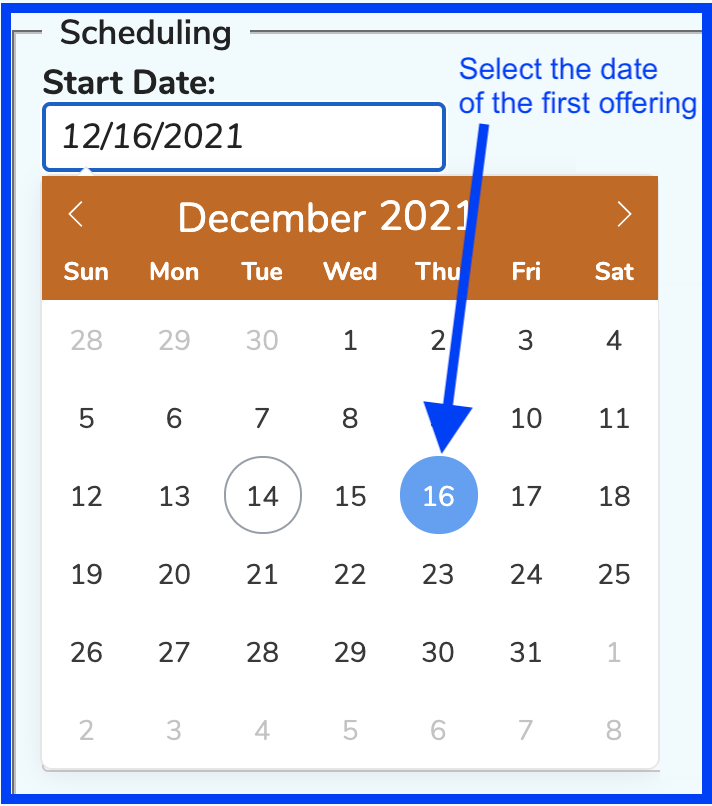 Scheduling
Start Date:
Select the date
of the first offering
12/16/2021
December 2021
Sun Mon Tue Wed Thu Fri Sat
28 29 30 1 2 3 4
5 6 7 8 10 11
12 13 14 15 16 17 18
19 20 21 22 23 24 25
26 27 28 29 30 31 1
2 3 4 5 6 7 8